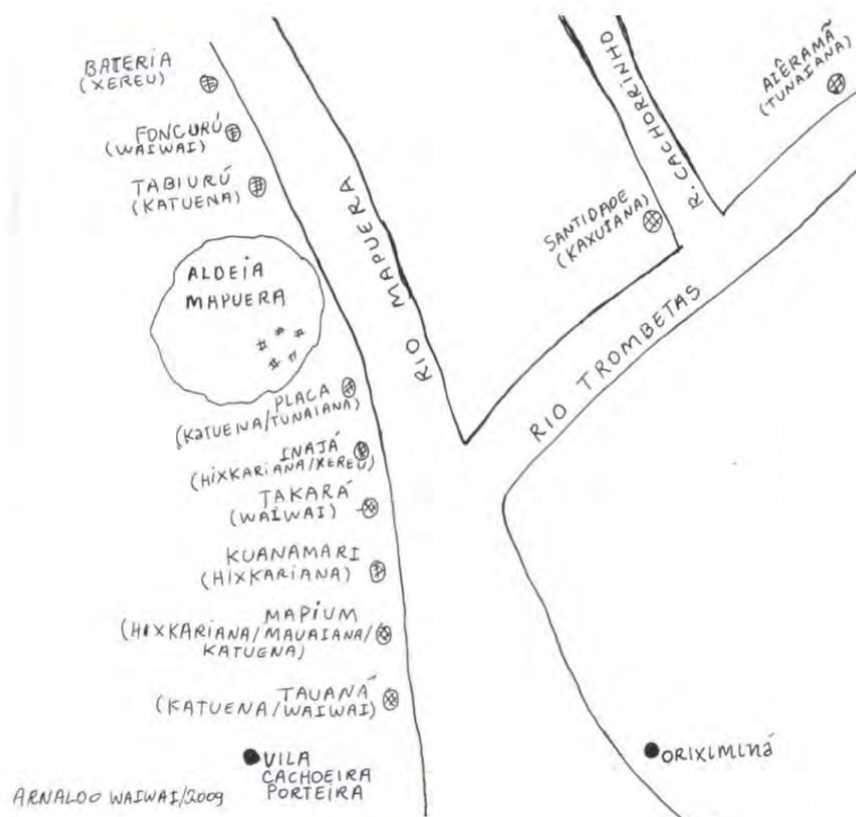 BATERIA
(XEREU)
FONCURÚ
(WAIWAI)
TABIURÚ
(KATUENA)
ALDEIA
MAPUERA
PLACA
(KATUENA/TUNAIANA)
INAJÁ
(HIXKARIANA/XEREU)
TAKARÁ
(WAIWAI)
KUANAMARI
(HIXKARIANA)
MAPIUM
(HIXKARIANA/MAUAIANA/
KATUENA)
TAUANÁ
(KATUENA/WAIWAI)
VILA
CACHOEIRA
PORTEIRA
ARNALDO WAIWAI/2009
RIO MAPUERA
SANTIDADE
(KAXUIANA)
R. CACHORRINHO
AIÊRAMÃ
(TUNAIANA)
RIO TROMBETAS
ORIXIMINÁ